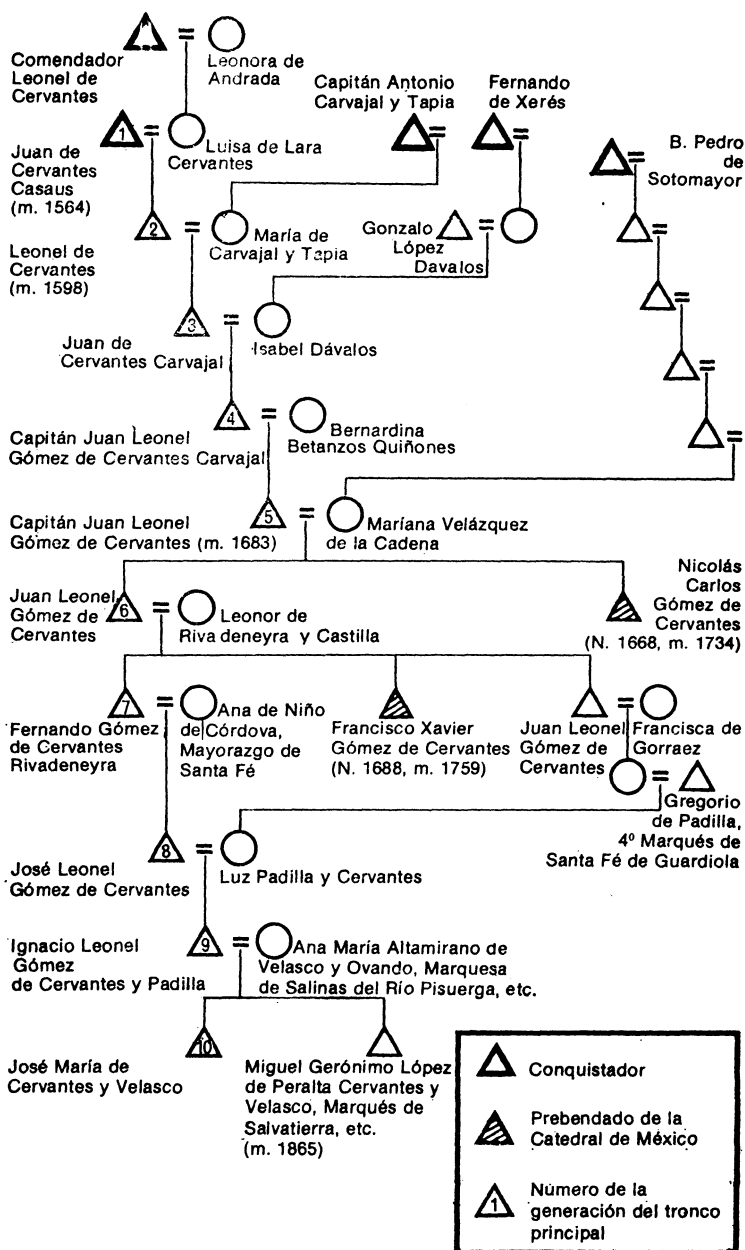 Comendador
Leonel de
Cervantes
Leonora de
Andrada
Capitán Antonio
Carvajal y Tapia
Fernando
de Xerés
B. Pedro
de
Sotomayor
1
Juan de
Cervantes
Casaus
(m. 1564)
Luisa de Lara
Cervantes
2
Leonel de
Cervantes
(m. 1598)
María de
Carvajal y Tapia
Gonzalo
López
Davalos
3
Juan de
Cervantes Carvajal
Isabel Dávalos
4
Capitán Juan Leonel
Gómez de Cervantes Carvajal
Bernardina
Betanzos Quiñones
5
Capitán Juan Leonel
Gómez de Cervantes (m. 1683)
Maríana Velázquez
de la Cadena
6
Juan Leonel
Gómez de
Cervantes
Leonor de
Rivadeneyra y Castilla
Nicolás
Carlos
Gómez de
Cervantes
(N. 1668, m. 1734)
7
Fernando Gómez
de Cervantes
Rivadeneyra
Ana de Niño
de Córdova,
Mayorazgo de
Santa Fé
Francisco Xavier
Gómez de Cervantes
(N. 1688, m. 1759)
Juan Leonel
Gómez de
Cervantes
Francisca de
Gorraez
Gregorio
de Padilla,
4º Marqués de
Santa Fé de Guardiola
8
José Leonel
Gómez de Cervantes
Luz Padilla y Cervantes
9
Ignacio Leonel
Gómez
de Cervantes y Padilla
Ana María Altamirano de
Velasco y Ovando, Marquesa
de Salinas del Río Pisuerga, etc.
10
José María de
Cervantes y Velasco
Miguel Gerónimo López
de Peralta Cervantes y
Velasco, Marqués de
Salvatierra, etc.
(m. 1865)
Conquistador
Prebendado de la
Catedral de México
1
Número de la
generación del tronco
principal